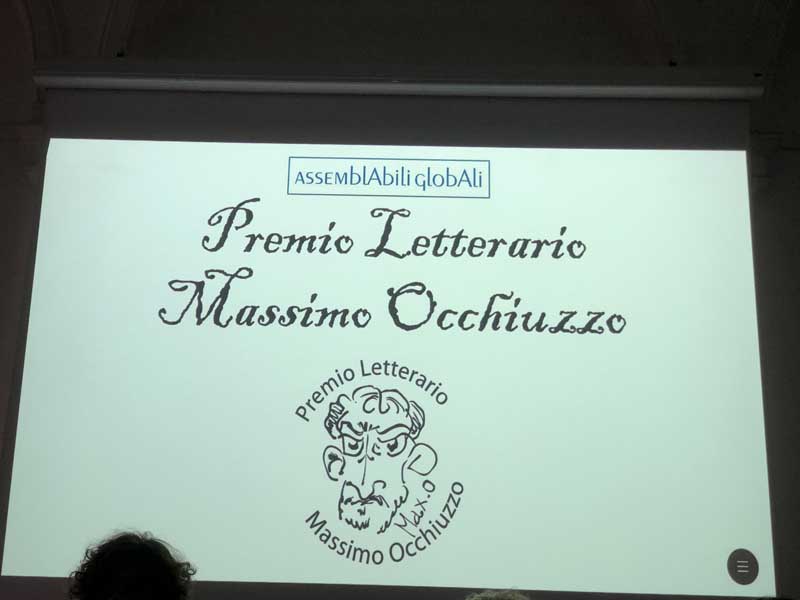 ASSEMblAbili GlobAli
Premio Letterario
Massimo Occhiuzzo
Premio Letterario
Max.O
Massimo Occhiuzzo